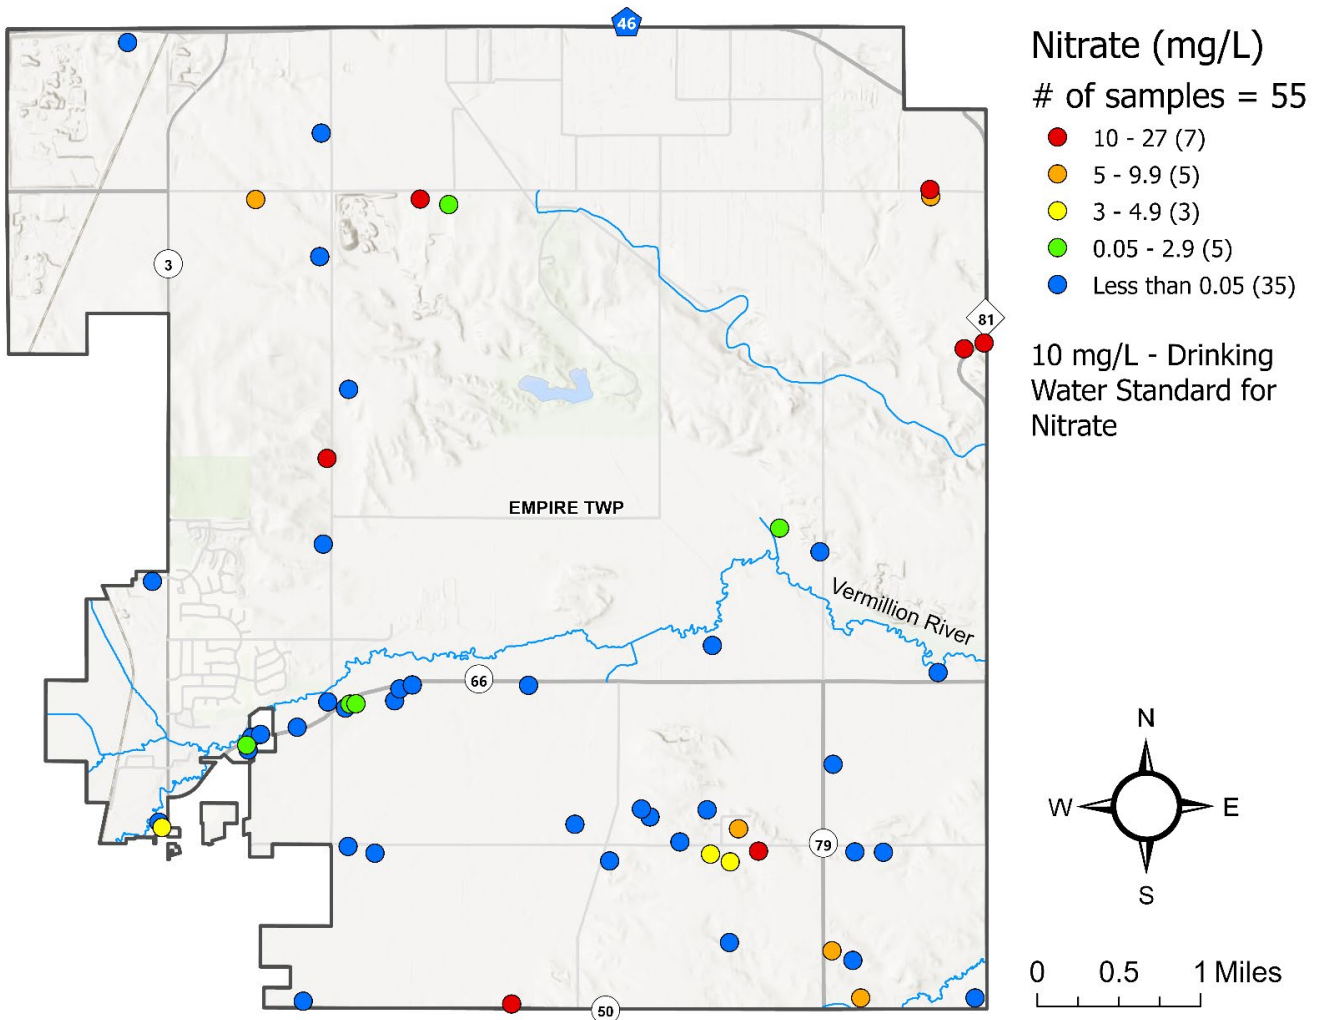 46
Nitrate (mg/L)
# of samples = 55
10 - 27 (7)
5 - 9.9 (5)
3 - 4.9 (3)
0.05 - 2.9 (5)
Less than 0.05 (35)
10 mg/L - Drinking
Water Standard for
Nitrate
3
81
EMPIRE TWP
Vermillion River
66
79
50
N
W
E
S
0 0.5 1 Miles